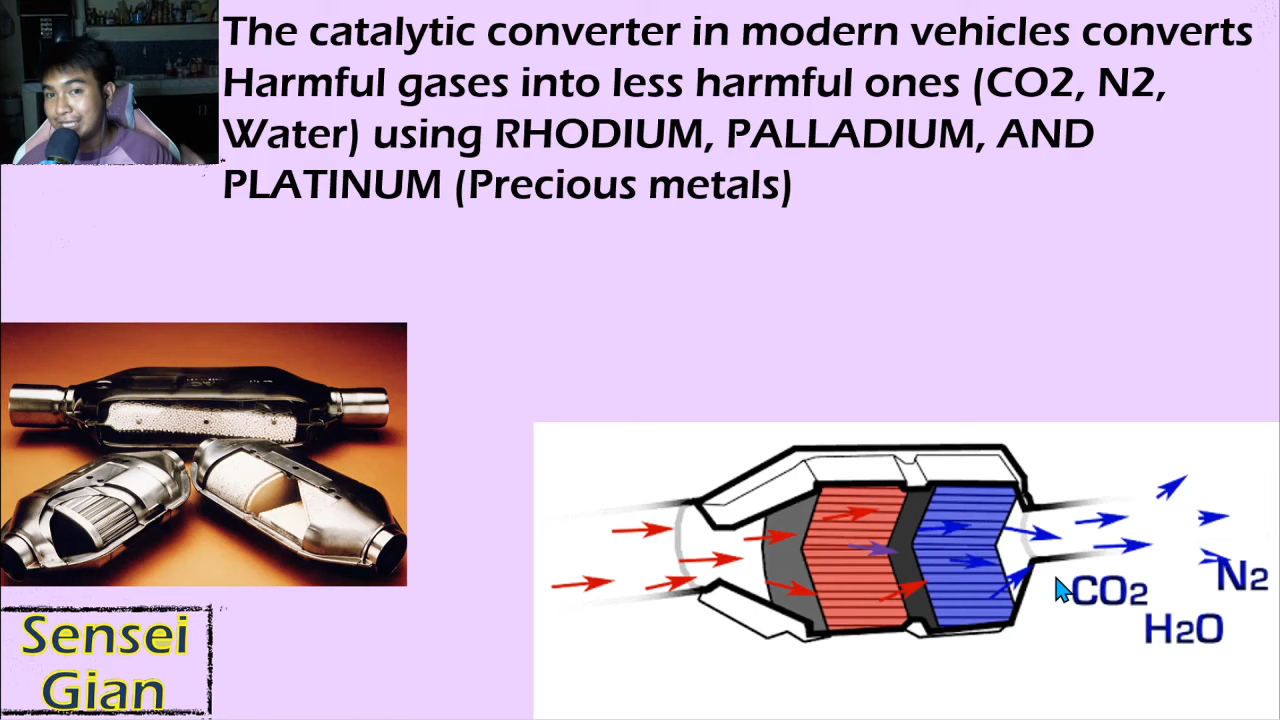 The catalytic converter in modern vehicles converts
Harmful gases into less harmful ones (CO2, N2,
Water) using RHODIUM, PALLADIUM, AND
PLATINUM (Precious metals)
CO2
N2
H2O
Sensei
Gian